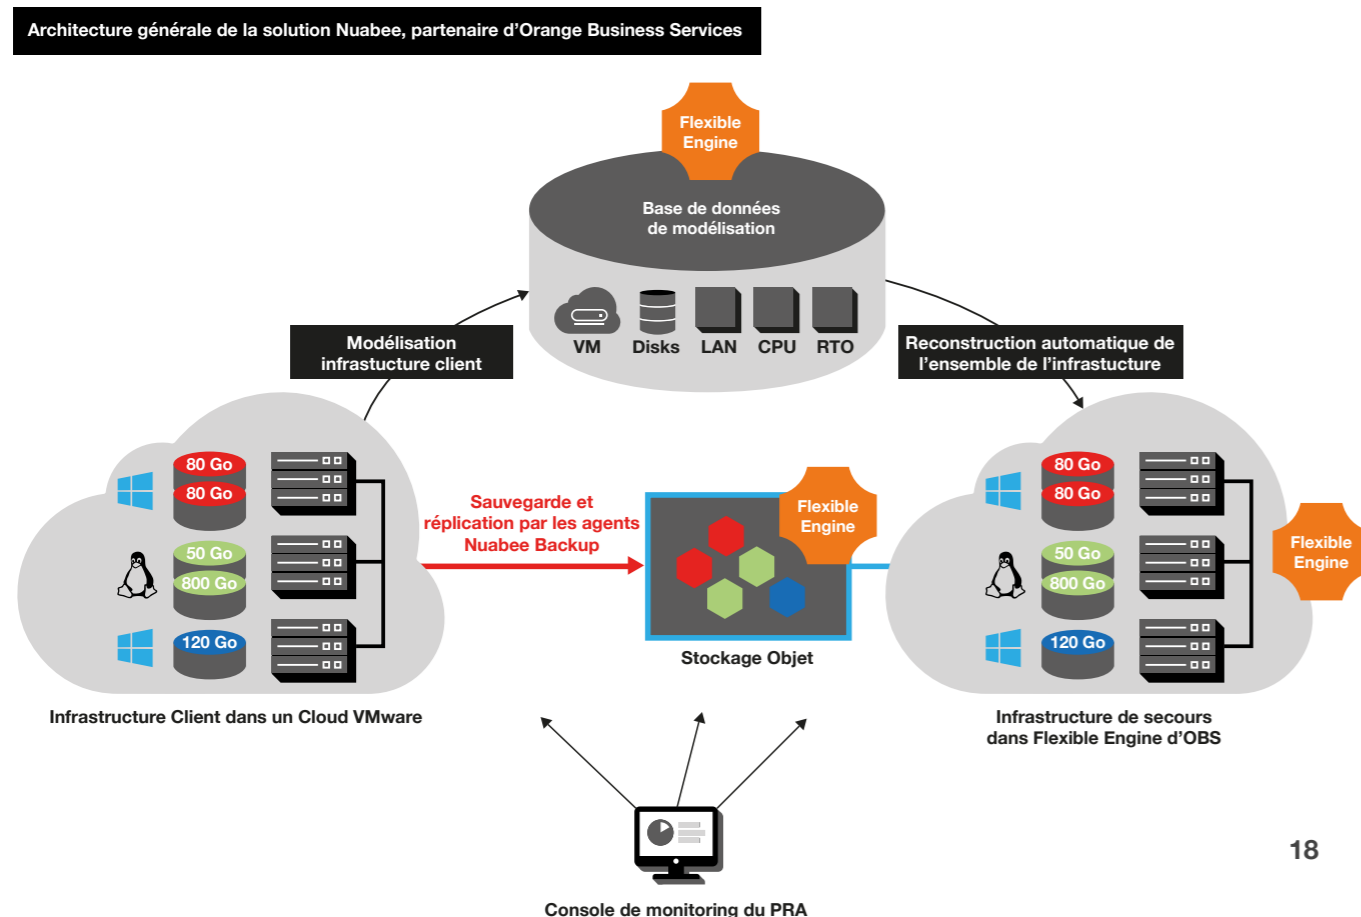 Architecture générale de la solution Nuabee, partenaire d'Orange Business Services
Flexible
Engine
Base de données
de modélisation
VM
Disks
LAN
CPU
RTO
Modélisation
infrastucture client
Reconstruction automatique de
l'ensemble de l'infrastucture
80 Go
80 Go
50 Go
800 Go
120 Go
Infrastructure Client dans un Cloud VMware
Sauvegarde et
réplication par les agents
Nuabee Backup
Flexible
Engine
Stockage Objet
80 Go
80 Go
50 Go
800 Go
120 Go
Flexible
Engine
Infrastructure de secours
dans Flexible Engine d'OBS
Console de monitoring du PRA
18